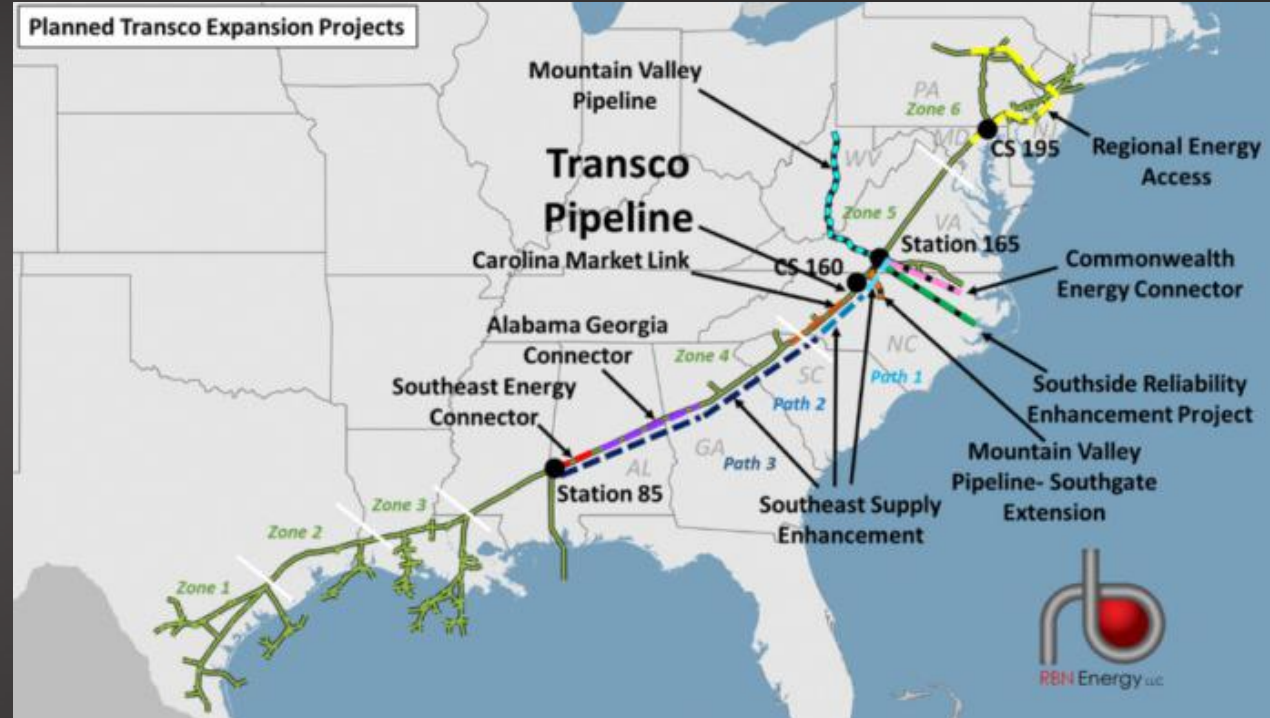 Planned Transco Expansion Projects
Mountain Valley
Pipeline
Transco
Pipeline
Carolina Market Link
CS 160
Alabama Georgia
Connector
Southeast Energy
Connector
Station 85
Zone 1
Zone 2
Zone 3
Zone 4
Zone 5
Zone 6
PA
MD
NJ
WV
VA
NC
SC
GA
AL
Path 1
Path 2
Path 3
CS 195
Regional Energy
Access
Station 165
Commonwealth
Energy Connector
Southside Reliability
Enhancement Project
Mountain Valley
Pipeline- Southgate
Extension
Southeast Supply
Enhancement
RBN Energy LLC